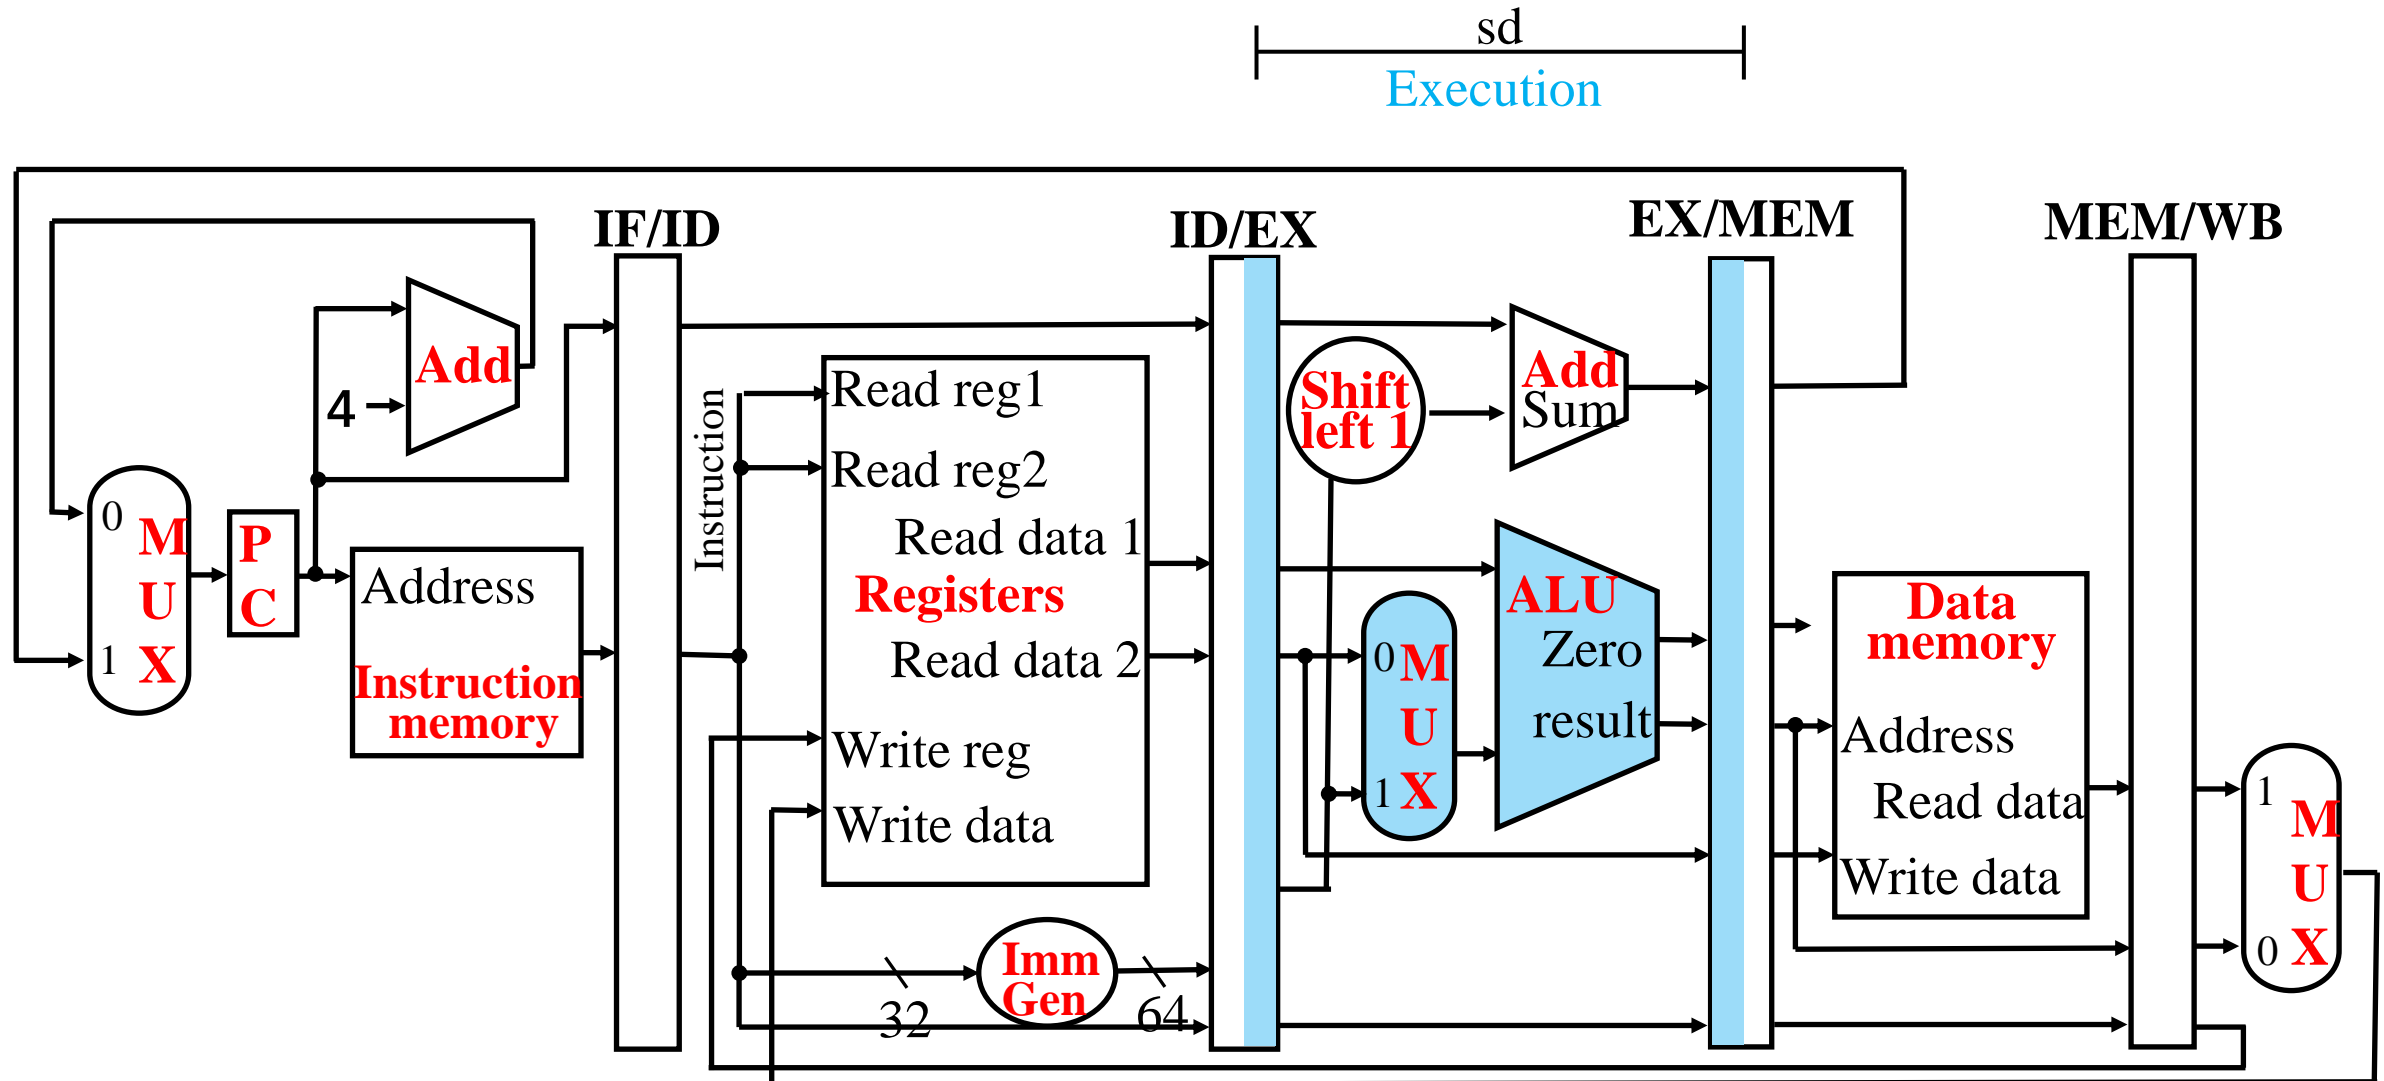 sd
Execution
IF/ID
ID/EX
EX/MEM
MEM/WB
Add
4
0
M
U
X
1
P
C
Address
Instruction
memory
Instruction
Read reg1
Read reg2
Read data 1
Registers
Read data 2
Write reg
Write data
Imm
Gen
32
64
Shift
left 1
Add
Sum
0
M
U
1
X
ALU
Zero
result
Data
memory
Address
Read data
Write data
1
M
U
0
X